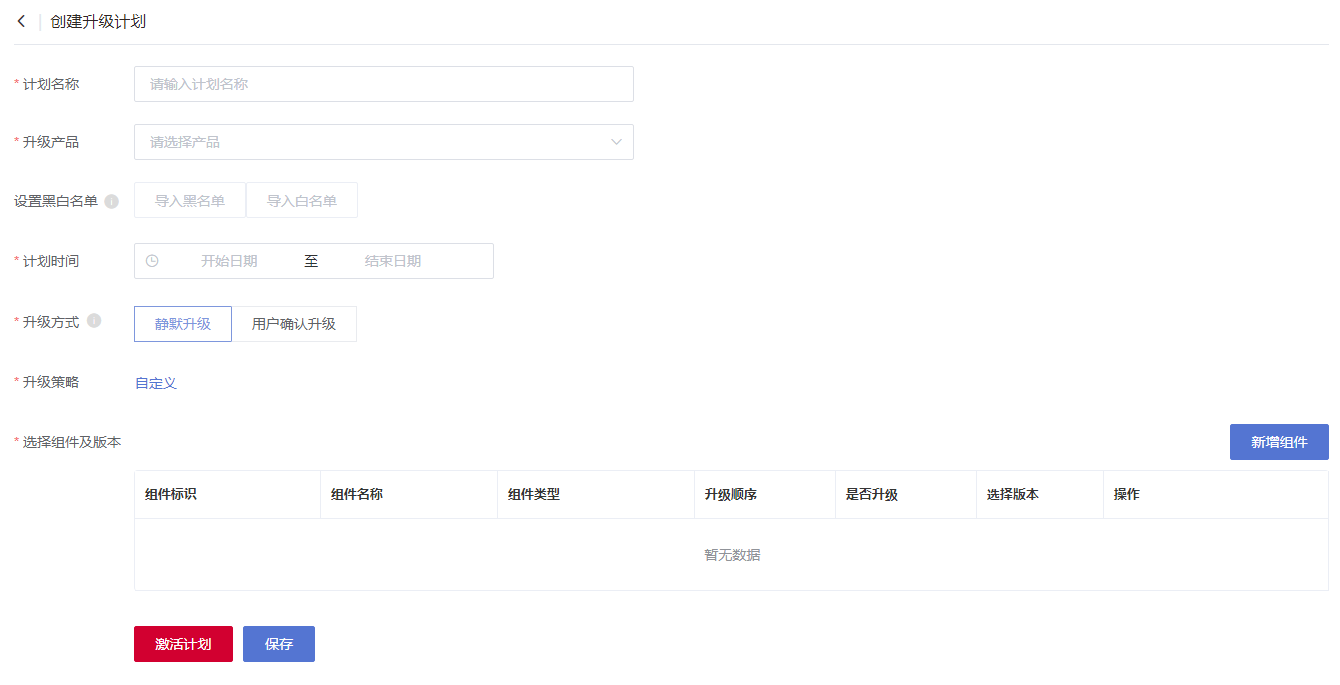 创建升级计划
* 计划名称 请输入计划名称
* 升级产品 请选择产品
设置黑白名单 导入黑名单 导入白名单
* 计划时间 开始日期 至 结束日期
* 升级方式 静默升级 用户确认升级
* 升级策略 自定义
* 选择组件及版本 新增组件
组件标识 组件名称 组件类型 升级顺序 是否升级 选择版本 操作
暂无数据
激活计划 保存